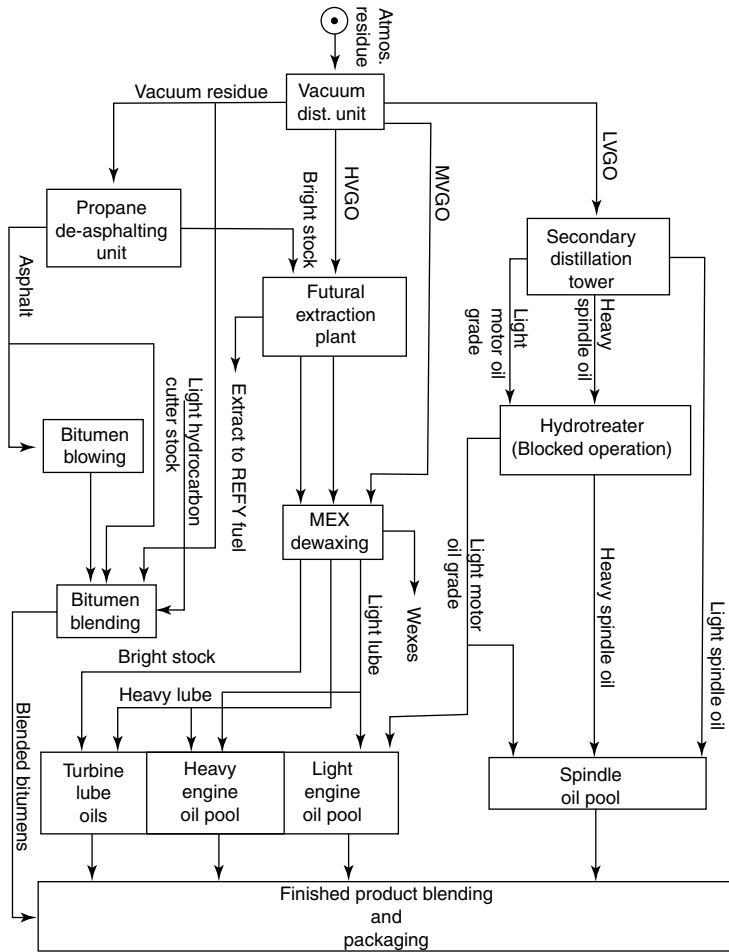 Atmos.
residue
Vacuum residue
Vacuum
dist. unit
LVGO
HVGO
MVGO
Bright stock
Propane
de-asphalting
unit
Secondary
distillation
tower
Asphalt
Futural
extraction
plant
Light
motor oil
grade
Heavy
spindle oil
Light hydrocarbon
cutter stock
Extract to REFY fuel
Hydrotreater
(Blocked operation)
Bitumen
blowing
MEX
dewaxing
Light motor
oil grade
Heavy spindle oil
Light spindle oil
Bitumen
blending
Wexes
Light lube
Bright stock
Heavy lube
Blended bitumens
Turbine
lube
oils
Heavy
engine
oil pool
Light
engine
oil pool
Spindle
oil pool
Finished product blending
and
packaging